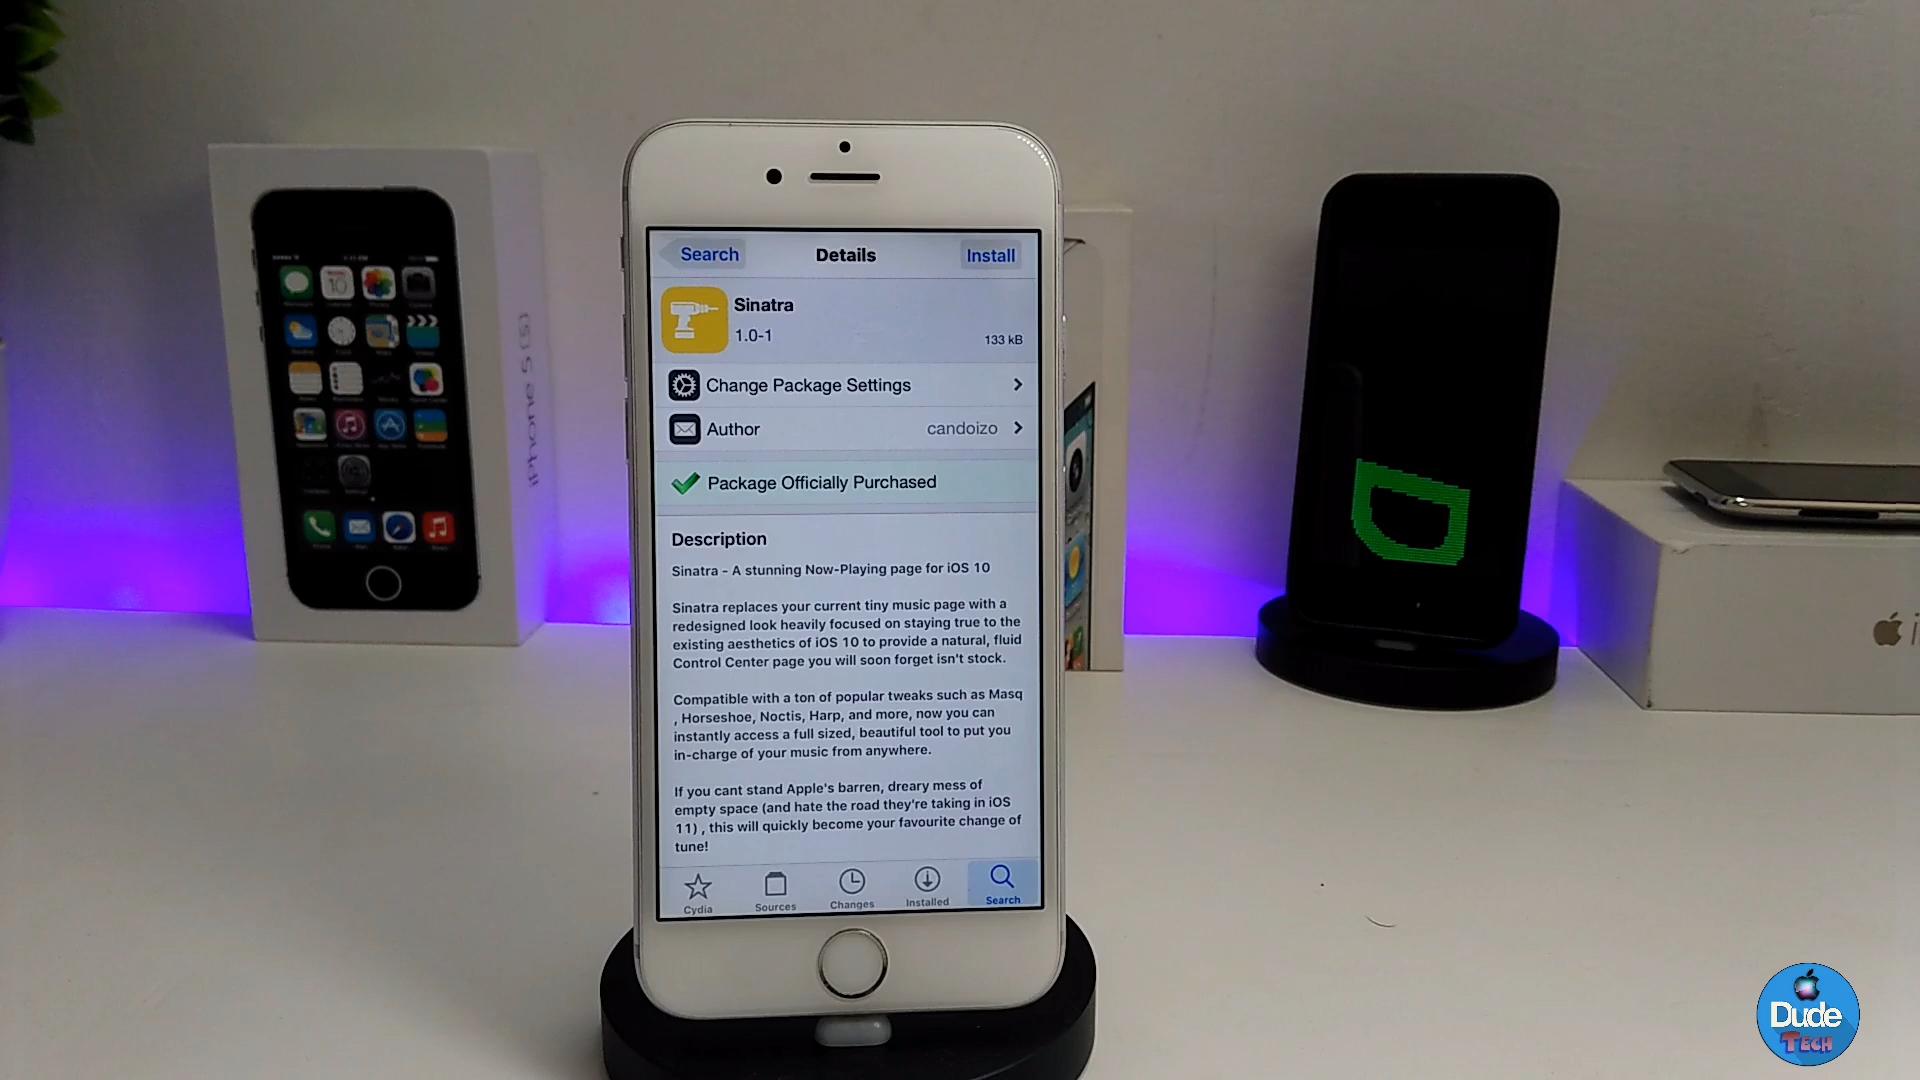 Search
Details
Install
Sinatra
1.0-1
133 kB
Change Package Settings
Author
candoizo
Package Officially Purchased
Description
Sinatra - A stunning Now-Playing page for iOS 10
Sinatra replaces your current tiny music page with a
redesigned look heavily focused on staying true to the
existing aesthetics of iOS 10 to provide a natural, fluid
Control Center page you will soon forget isn't stock.
Compatible with a ton of popular tweaks such as Masq
, Horseshoe, Noctis, Harp, and more, now you can
instantly access a full sized, beautiful tool to put you
in-charge of your music from anywhere.
If you cant stand Apple's barren, dreary mess of
empty space (and hate the road they're taking in iOS
11) , this will quickly become your favourite change of
tune!
Cydia
Sources
Changes
Installed
Search
iPhone 5 (S)
10
Dude
TECH